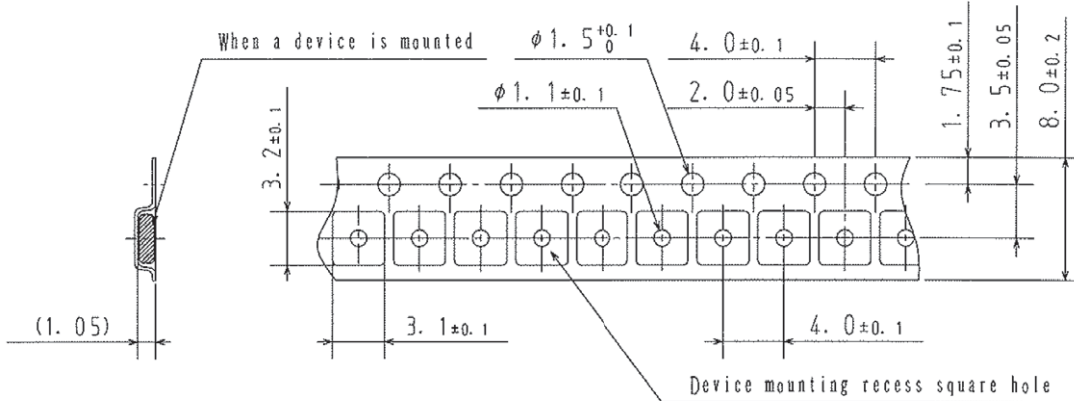 When a device is mounted
φ1. 5 +0. 1 0
4. 0±0. 1
φ1. 1±0. 1
2. 0±0. 05
1. 75±0. 1
3. 5±0. 05
8. 0±0. 2
3. 2±0. 1
(1. 05)
3. 1±0. 1
4. 0±0. 1
Device mounting recess square hole